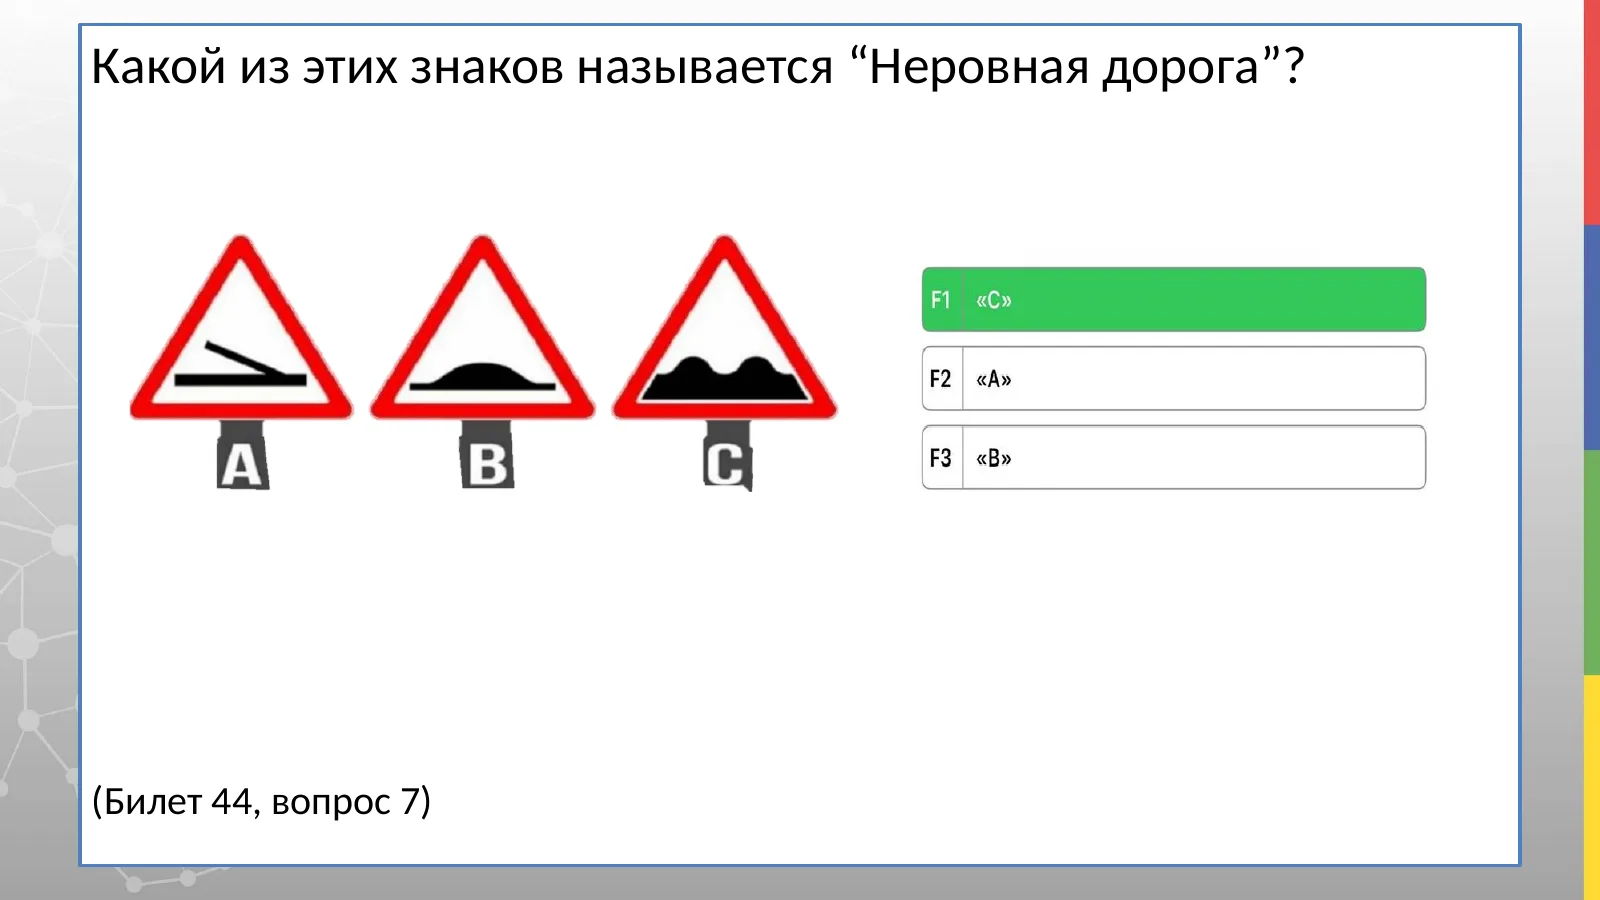 Какой из этих знаков называется “Неровная дорога”?
A B C
F1 «C»
F2 «A»
F3 «B»
(Билет 44, вопрос 7)